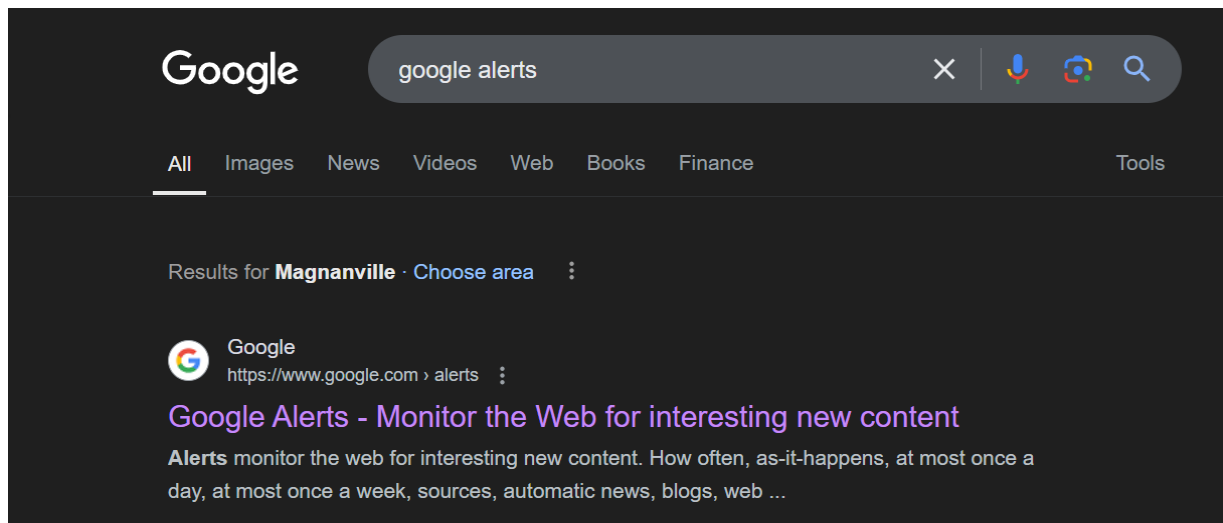 Google
google alerts
All Images News Videos Web Books Finance Tools
Results for Magnanville · Choose area
Google
https://www.google.com › alerts
Google Alerts - Monitor the Web for interesting new content
Alerts monitor the web for interesting new content. How often, as-it-happens, at most once a
day, at most once a week, sources, automatic news, blogs, web ...